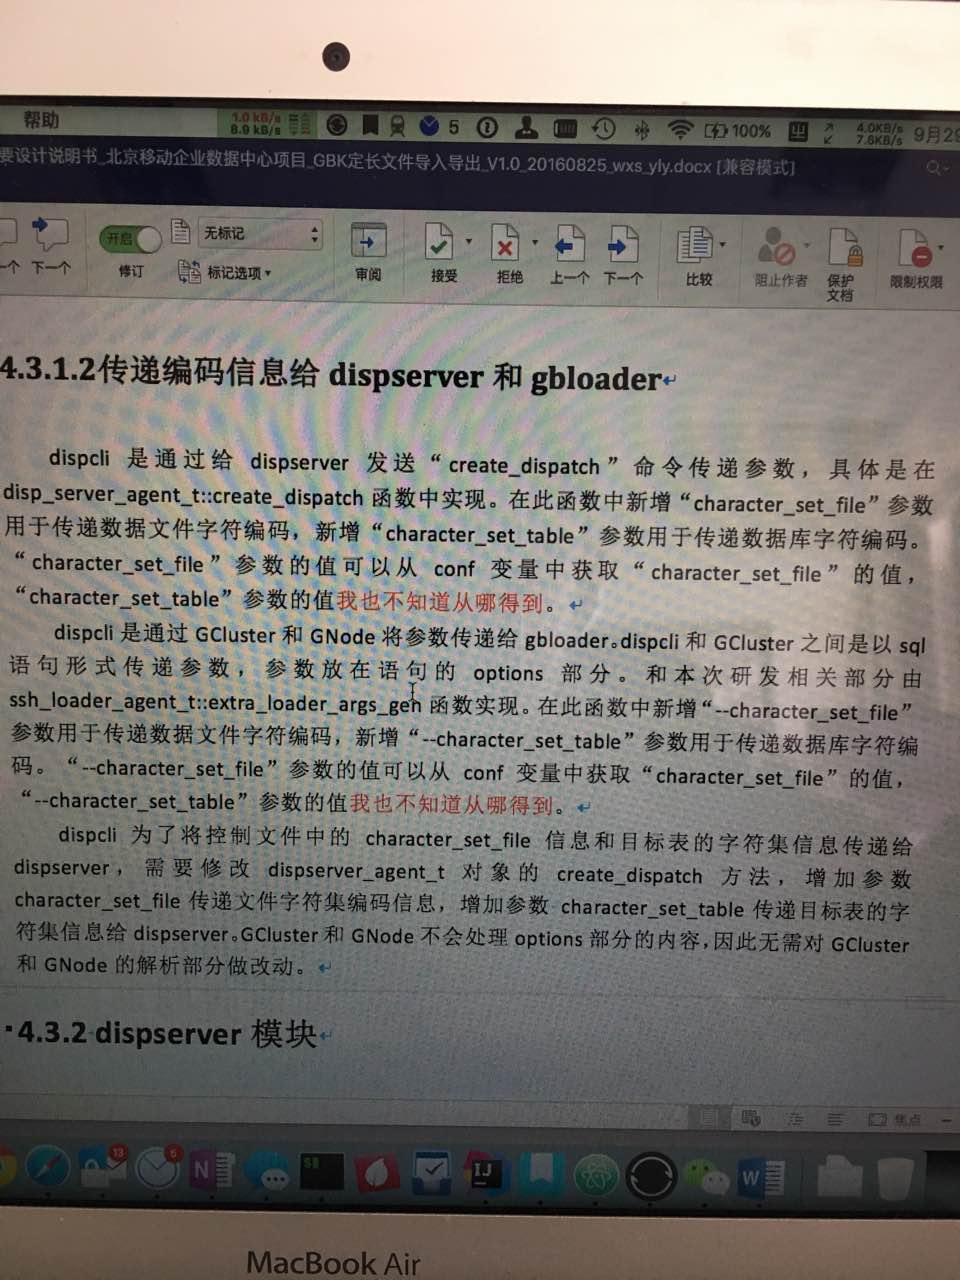 帮助 1.0 kB/s 8.9 kB/s 5 100% 4.0KB/s 7.6KB/s 9月29
要设计说明书_北京移动企业数据中心项目_GBK定长文件导入导出_V1.0_20160825_wxs_yly.docx [兼容模式]
开启 无标记
一个 下一个 修订 标记选项 审阅 接受 拒绝 上一个 下一个 比较 阻止作者 保护 限制权限
文档
4.3.1.2传递编码信息给 dispserver 和 gbloader
dispcli 是通过给 dispserver 发送“create_dispatch”命令传递参数，具体是在
disp_server_agent_t::create_dispatch 函数中实现。在此函数中新增“character_set_file”参数
用于传递数据文件字符编码，新增“character_set_table”参数用于传递数据库字符编码。
“character_set_file”参数的值可以从 conf 变量中获取“character_set_file”的值，
“character_set_table”参数的值我也不知道从哪得到。
dispcli 是通过 GCluster 和 GNode 将参数传递给 gbloader。dispcli 和 GCluster 之间是以 sql
语句形式传递参数，参数放在语句的 options 部分。和本次研发相关部分由
ssh_loader_agent_t::extra_loader_args_gen 函数实现。在此函数中新增“--character_set_file”
参数用于传递数据文件字符编码，新增“--character_set_table”参数用于传递数据库字符编
码。“--character_set_file”参数的值可以从 conf 变量中获取“character_set_file”的值，
“--character_set_table”参数的值我也不知道从哪得到。
dispcli 为了将控制文件中的 character_set_file 信息和目标表的字符集信息传递给
dispserver，需要修改 dispserver_agent_t 对象的 create_dispatch 方法，增加参数
character_set_file 传递文件字符集编码信息，增加参数 character_set_table 传递目标表的字
符集信息给 dispserver。GCluster 和 GNode 不会处理 options 部分的内容，因此无需对 GCluster
和 GNode 的解析部分做改动。
4.3.2 dispserver 模块
焦点
13 6 N IJ W
MacBook Air